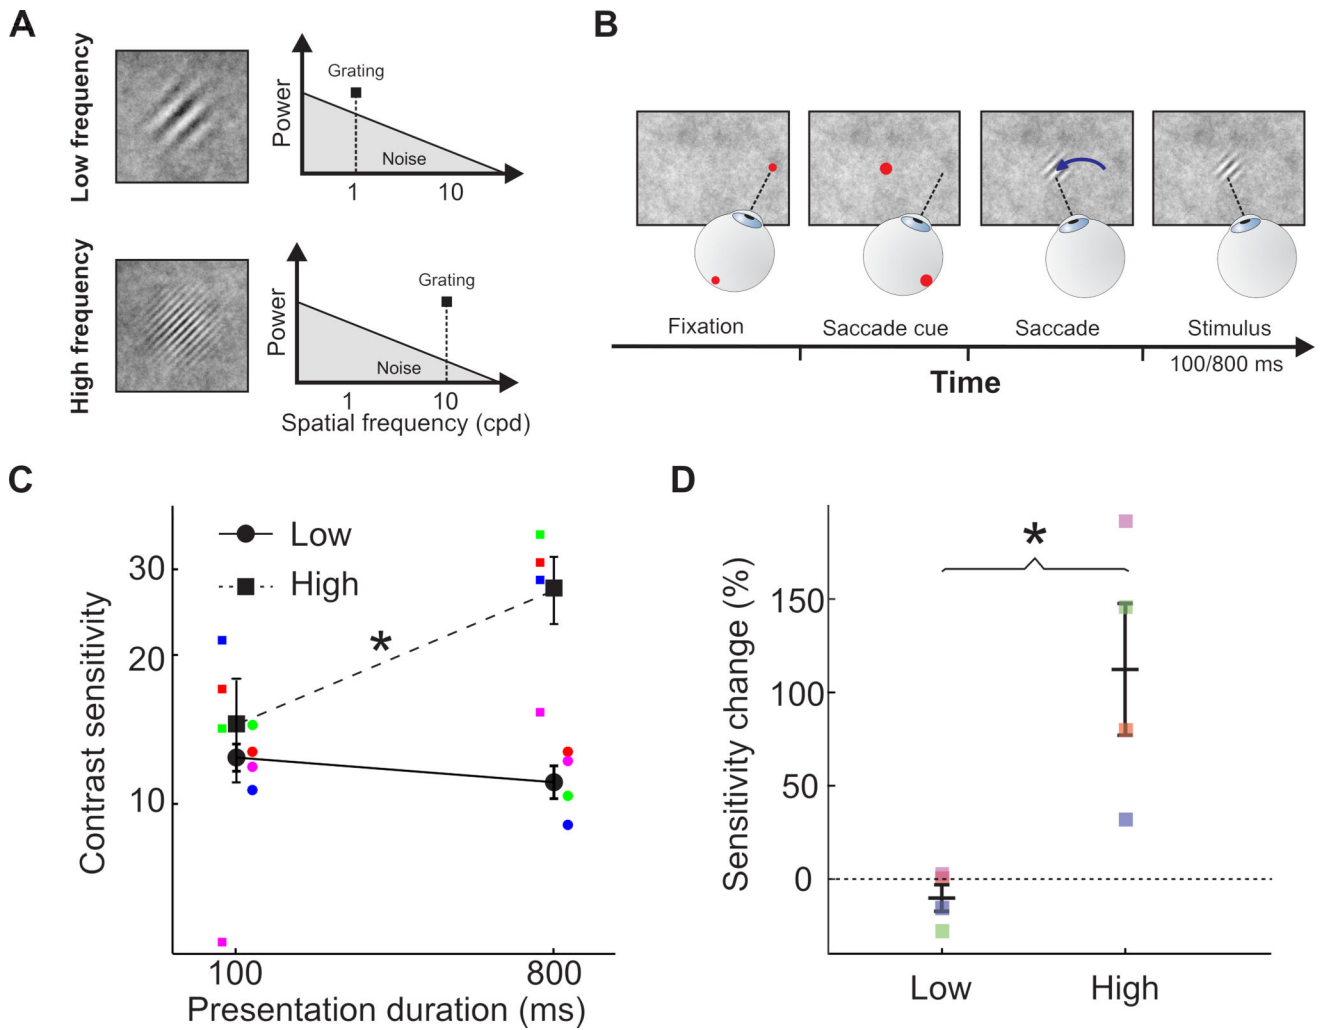 A
Low frequency
Power
Grating
Noise
1 10
High frequency
Power
Grating
Noise
1 10
Spatial frequency (cpd)
B
Fixation
Saccade cue
Saccade
Stimulus
100/800 ms
Time
C
Contrast sensitivity
Low
High
30
20
10
*
100 800
Presentation duration (ms)
D
Sensitivity change (%)
*
150
100
50
0
Low High